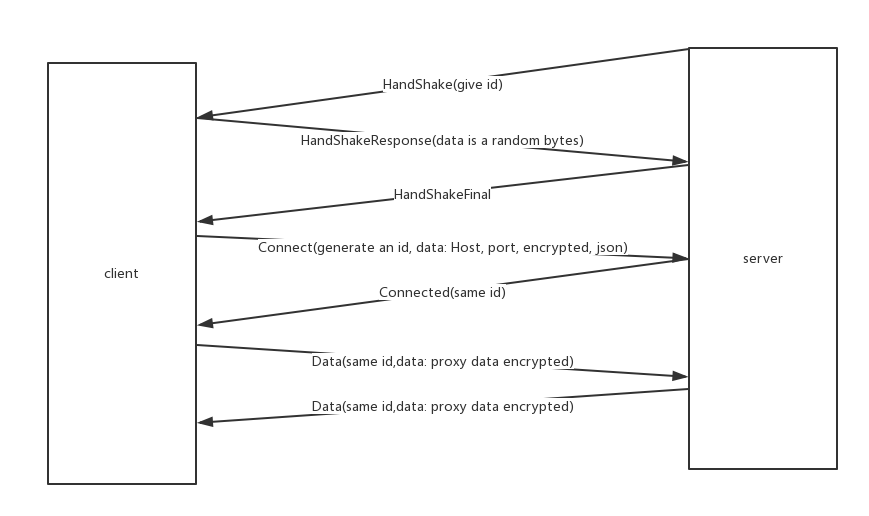 HandShake(give id)
HandShakeResponse(data is a random bytes)
HandShakeFinal
Connect(generate an id, data: Host, port, encrypted, json)
server
client
Connected(same id)
Data(same id,data: proxy data encrypted)
Data(same id,data: proxy data encrypted)